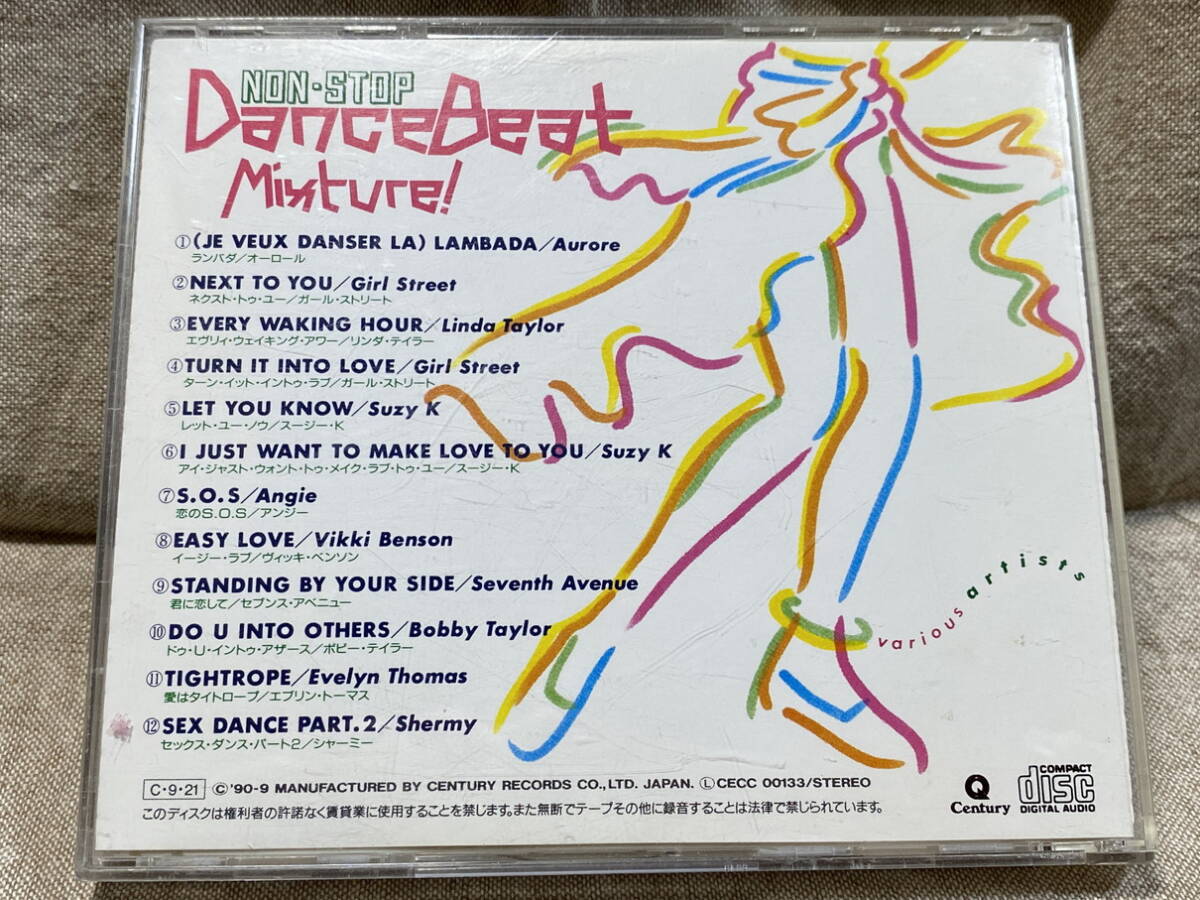 NON-STOP
DanceBeat
Mixture!
①(JE VEUX DANSER LA) LAMBADA/Aurore
ランバダ/オーロール
②NEXT TO YOU/Girl Street
ネクスト・トゥ・ユー/ガール・ストリート
③EVERY WAKING HOUR/Linda Taylor
エヴリィ・ウェイキング・アワー/リンダ・テイラー
④TURN IT INTO LOVE/Girl Street
ターン・イット・イントゥ・ラブ/ガール・ストリート
⑤LET YOU KNOW/Suzy K
レット・ユー・ノウ/スージー・K
⑥I JUST WANT TO MAKE LOVE TO YOU/Suzy K
アイ・ジャスト・ウォント・トゥ・メイク・ラブ・トゥ・ユー/スージー・K
⑦S.O.S/Angie
恋のS.O.S/アンジー
⑧EASY LOVE/Vikki Benson
イージー・ラブ/ヴィッキ・ベンソン
⑨STANDING BY YOUR SIDE/Seventh Avenue
君に恋して/セブンス・アベニュー
⑩DO U INTO OTHERS/Bobby Taylor
ドゥ・U・イントゥ・アザース/ボビー・テイラー
⑪TIGHTROPE/Evelyn Thomas
愛はタイトロープ/エブリン・トーマス
⑫SEX DANCE PART.2/Shermy
セックス・ダンス・パート2/シャーミー
various artists
C・9・21 ©'90-9 MANUFACTURED BY CENTURY RECORDS CO.,LTD. JAPAN. Ⓛ CECC 00133/STEREO
このディスクは権利者の許諾なく賃貸業に使用することを禁じます。また無断でテープその他に録音することは法律で禁じられています。
Q
Century
COMPACT
disc
DIGITAL AUDIO